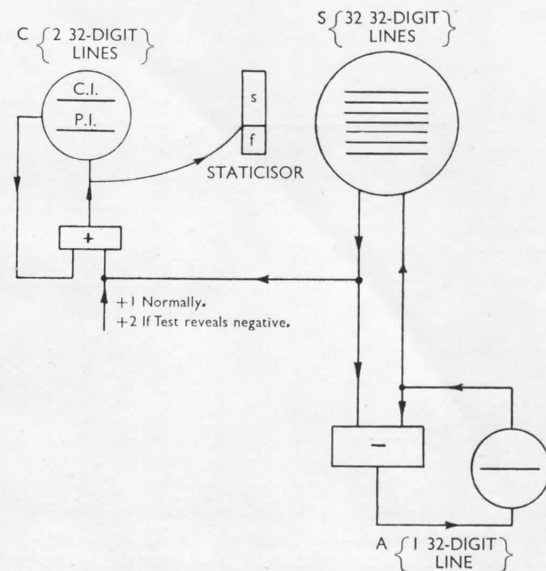 C { 2 32-DIGIT LINES }
S { 32 32-DIGIT LINES }
C.I.
P.I.
s
f
STATICISOR
+
+1 Normally.
+2 If Test reveals negative.
−
A { 1 32-DIGIT LINE }